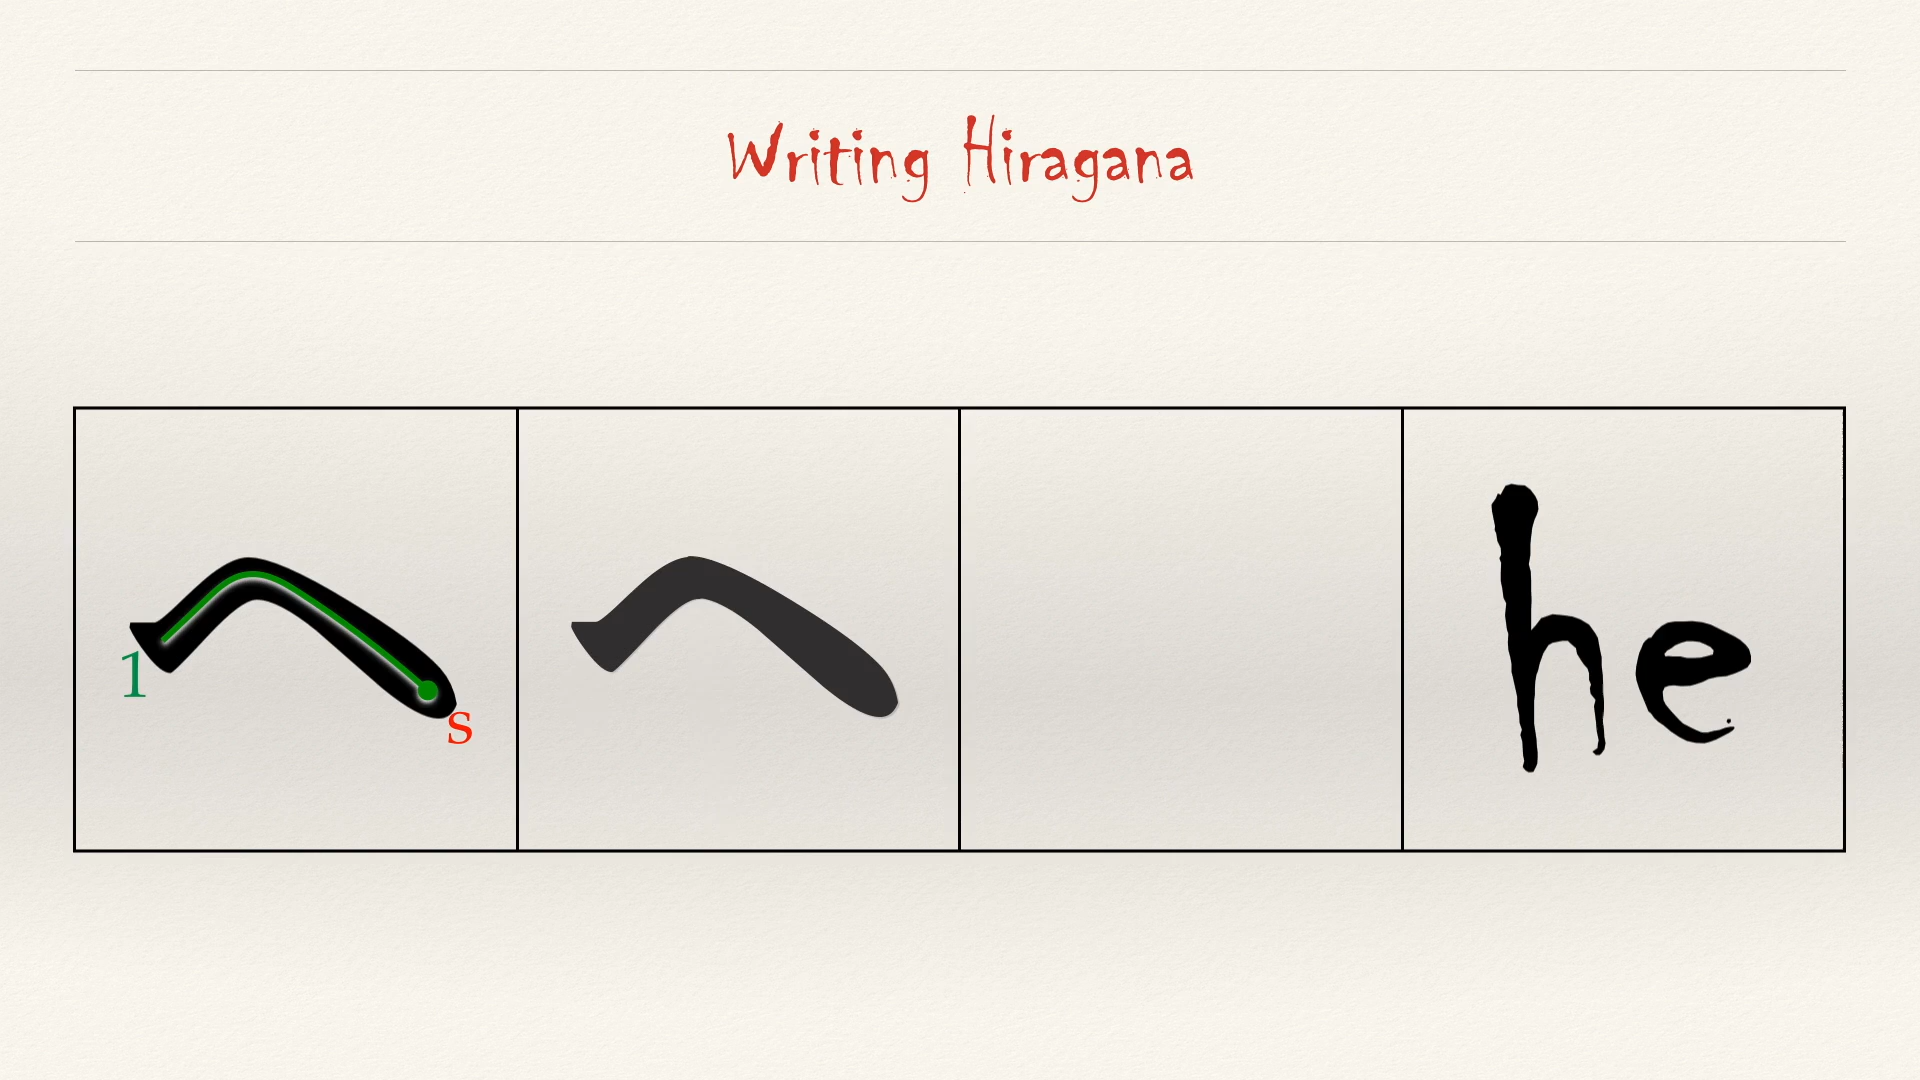 Writing Hiragana
1 へ s へ he